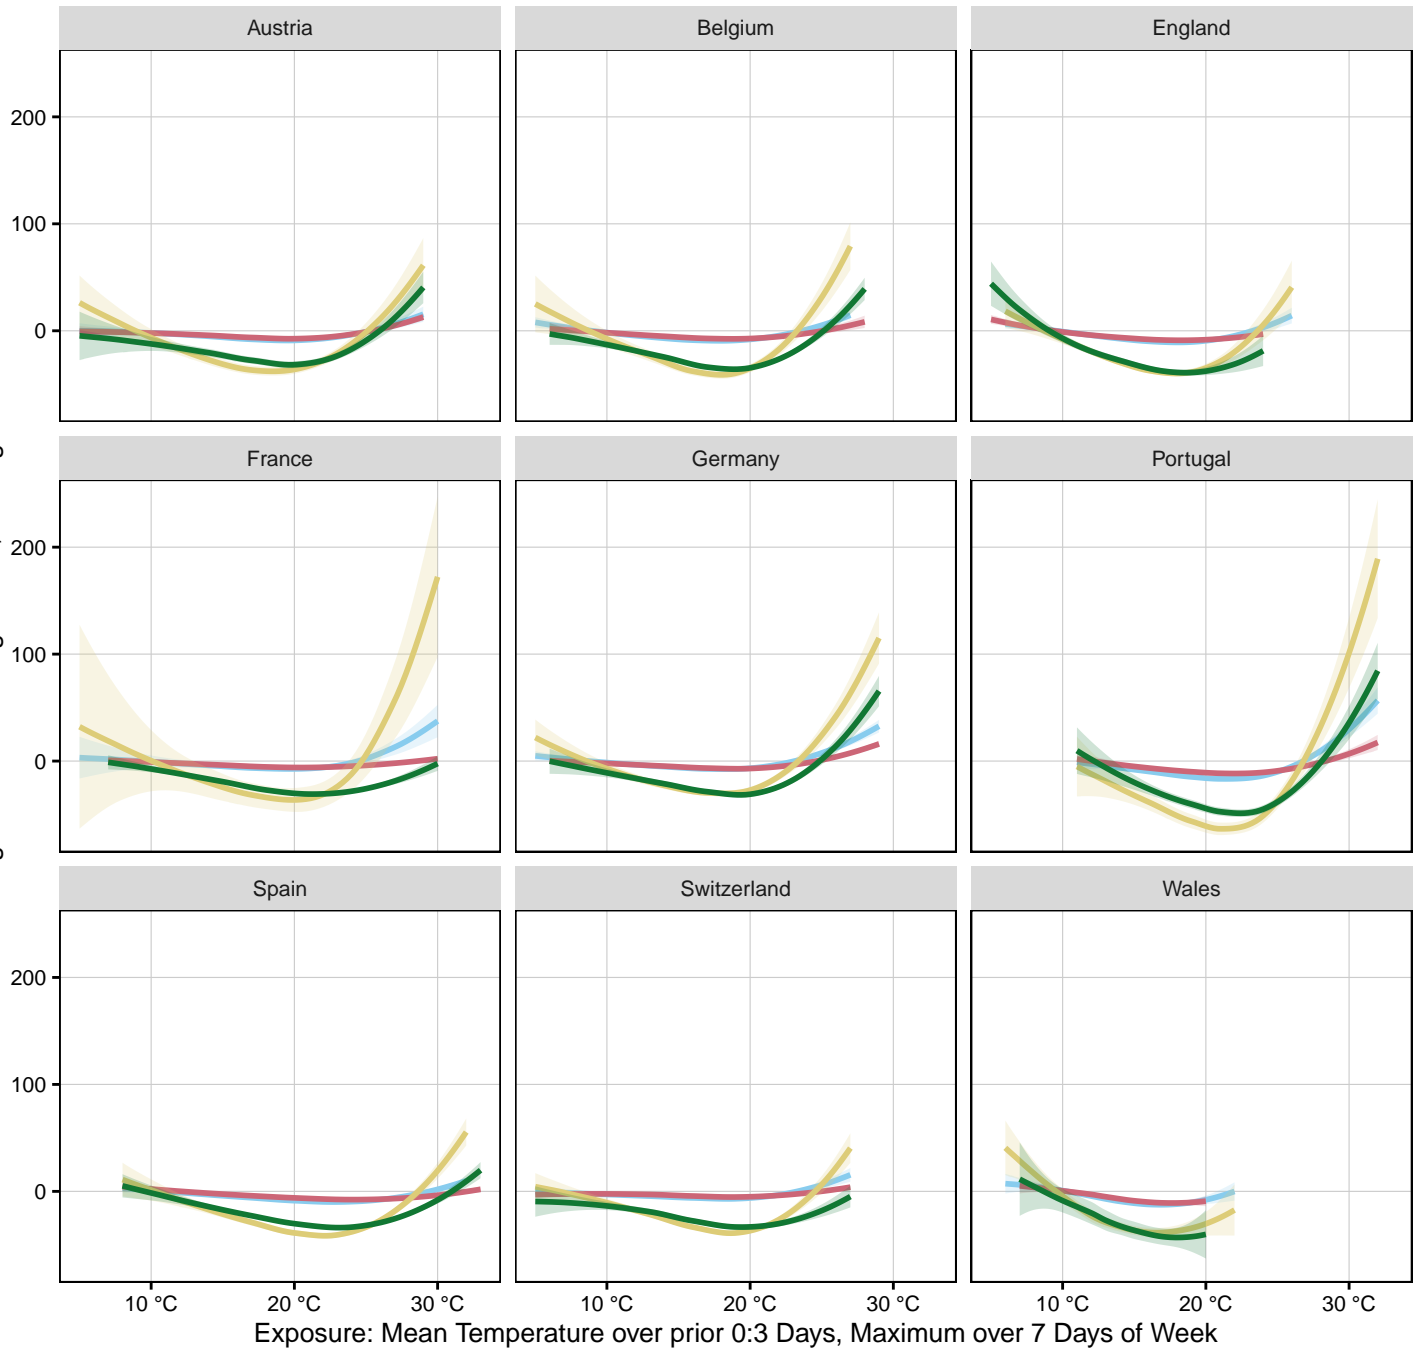 Austria Belgium England
200
100
0
France Germany Portugal
200
100
0
Spain Switzerland Wales
200
100
0
10 °C 20 °C 30 °C 10 °C 20 °C 30 °C 10 °C 20 °C 30 °C
Exposure: Mean Temperature over prior 0:3 Days, Maximum over 7 Days of Week